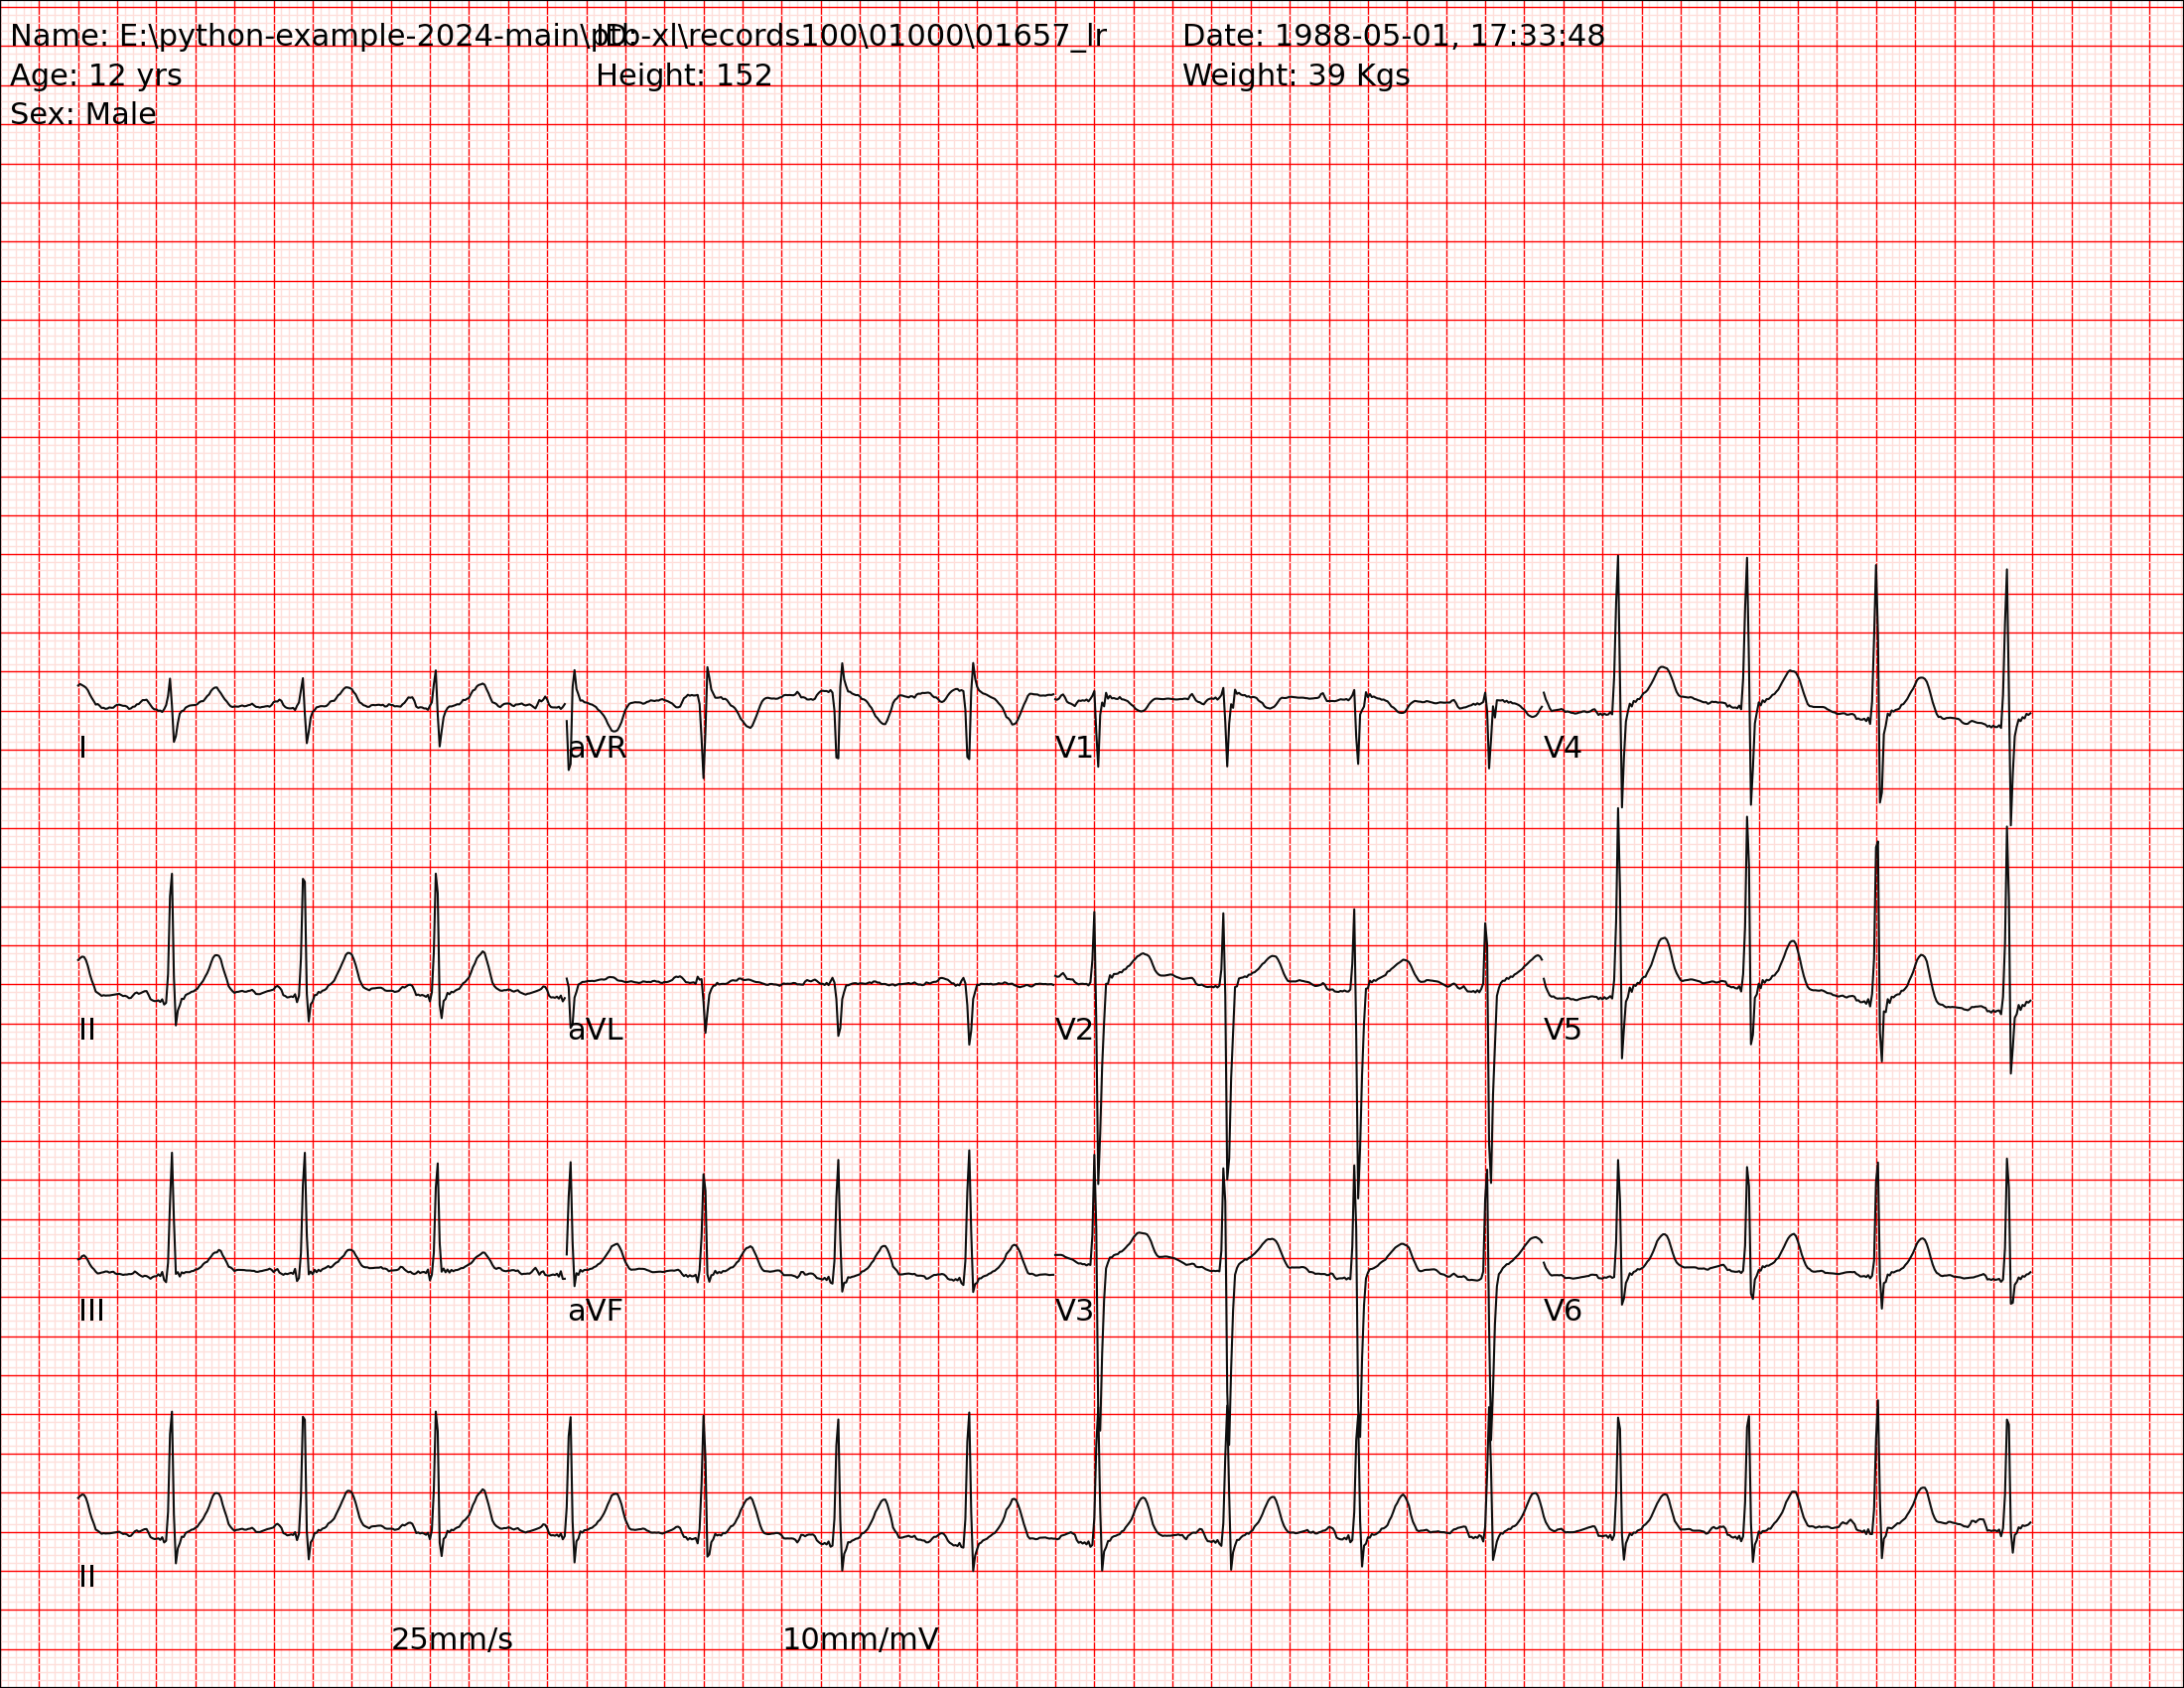 Name: E:\python-example-2024-main\ptb-xl\records100\01000\01657_lr ID: Date: 1988-05-01, 17:33:48
Age: 12 yrs Height: 152 Weight: 39 Kgs
Sex: Male
I aVR V1 V4
II aVL V2 V5
III aVF V3 V6
II
25mm/s 10mm/mV